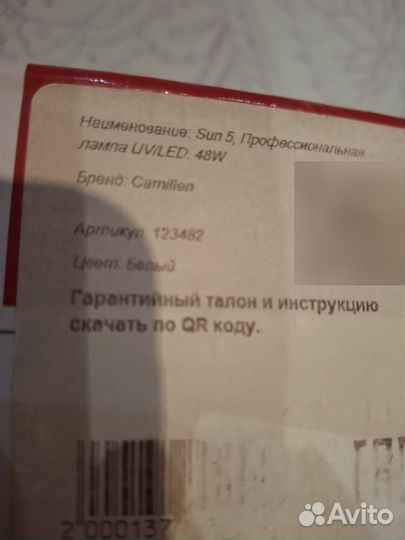 Наименование: Sun 5, Профессиональная
лампа UV/LED. 48W
Бренд: Camilien
Артикул: 123482
Цвет: Белый
Гарантийный талон и инструкцию
скачать по QR коду.
2 000137
Avito